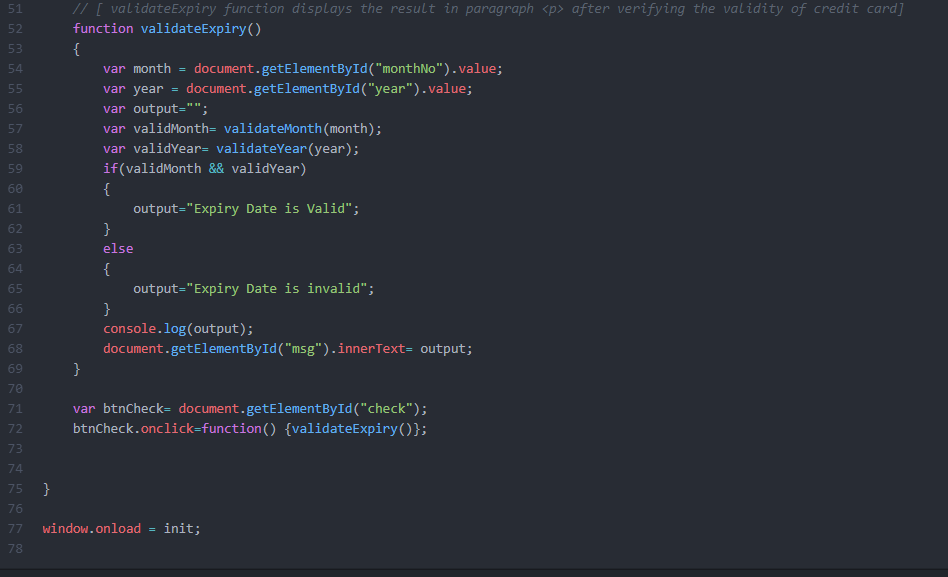 51 // [ validateExpiry function displays the result in paragraph <p> after verifying the validity of credit card]
52 function validateExpiry()
53 {
54 var month = document.getElementById("monthNo").value;
55 var year = document.getElementById("year").value;
56 var output="";
57 var validMonth= validateMonth(month);
58 var validYear= validateYear(year);
59 if(validMonth && validYear)
60 {
61 output="Expiry Date is Valid";
62 }
63 else
64 {
65 output="Expiry Date is invalid";
66 }
67 console.log(output);
68 document.getElementById("msg").innerText= output;
69 }
70
71 var btnCheck= document.getElementById("check");
72 btnCheck.onclick=function() {validateExpiry()};
73
74
75 }
76
77 window.onload = init;
78